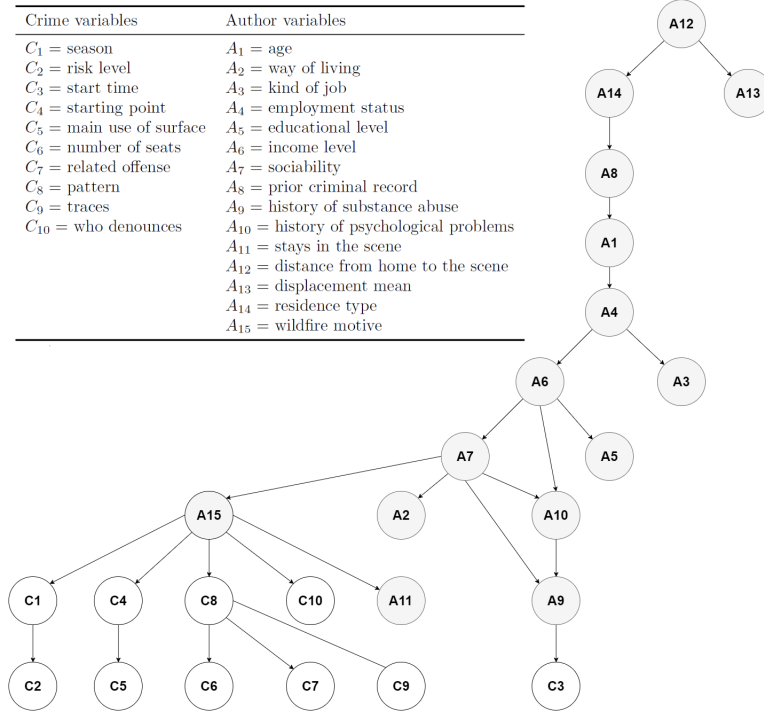 Crime variables Author variables
C1 = season A1 = age
C2 = risk level A2 = way of living
C3 = start time A3 = kind of job
C4 = starting point A4 = employment status
C5 = main use of surface A5 = educational level
C6 = number of seats A6 = income level
C7 = related offense A7 = sociability
C8 = pattern A8 = prior criminal record
C9 = traces A9 = history of substance abuse
C10 = who denounces A10 = history of psychological problems
A11 = stays in the scene
A12 = distance from home to the scene
A13 = displacement mean
A14 = residence type
A15 = wildfire motive
A12
A14 A13
A8
A1
A4
A6 A3
A7 A5
A15 A2 A10
C1 C4 C8 C10 A11 A9
C2 C5 C6 C7 C9 C3